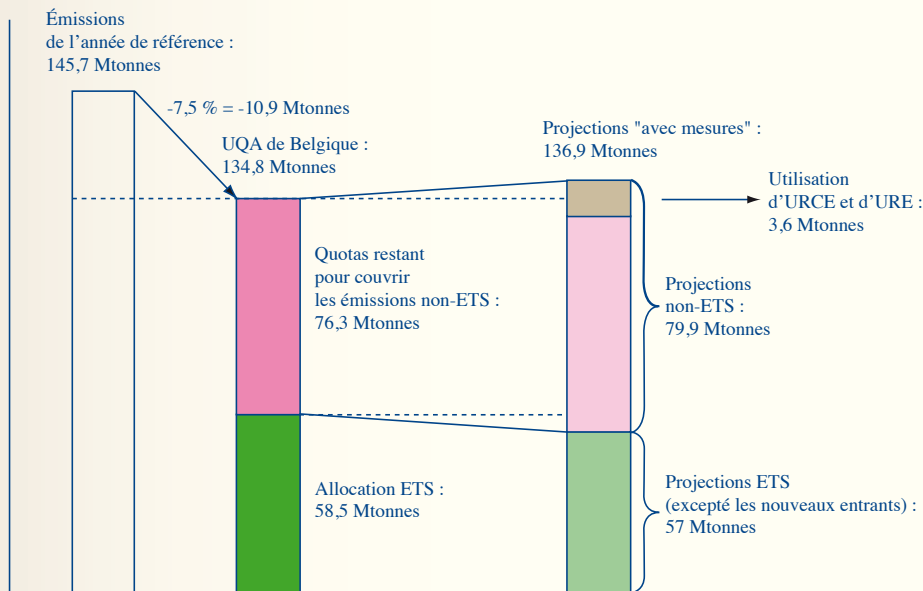 Émissions
de l’année de référence :
145,7 Mtonnes
-7,5 % = -10,9 Mtonnes
UQA de Belgique :
134,8 Mtonnes
Projections "avec mesures" :
136,9 Mtonnes
Utilisation
d’URCE et d’URE :
3,6 Mtonnes
Quotas restant
pour couvrir
les émissions non-ETS :
76,3 Mtonnes
Projections
non-ETS :
79,9 Mtonnes
Allocation ETS :
58,5 Mtonnes
Projections ETS
(excepté les nouveaux entrants) :
57 Mtonnes